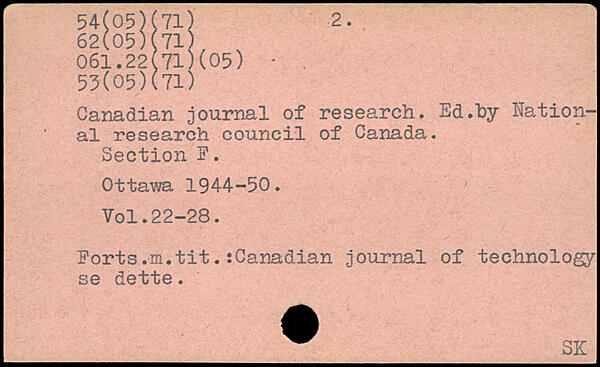 54(05)(71) 2.
62(05)(71)
061.22(71)(05)
53(05)(71)
Canadian journal of research. Ed.by Nation-
al research council of Canada.
Section F.
Ottawa 1944-50.
Vol.22-28.
Forts.m.tit.:Canadian journal of technology
se dette.
SK